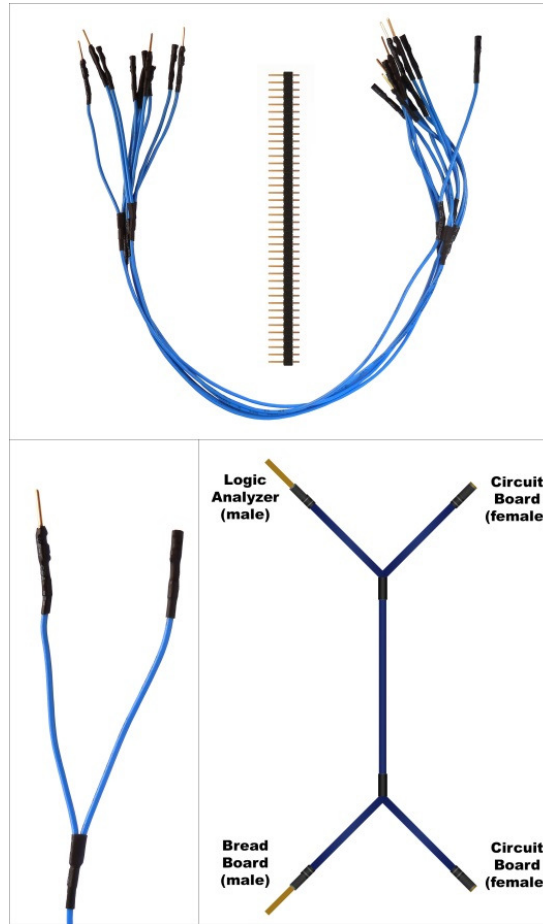 Logic
Analyzer
(male)
Circuit
Board
(female)
Bread
Board
(male)
Circuit
Board
(female)